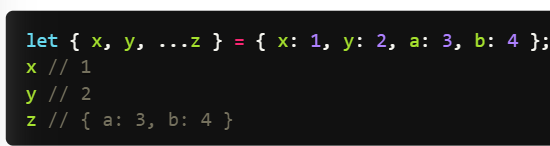 let { x, y, ...z } = { x: 1, y: 2, a: 3, b: 4 };
x // 1
y // 2
z // { a: 3, b: 4 }